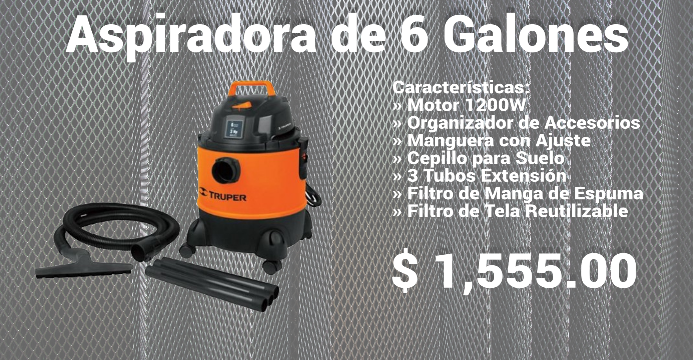 Aspiradora de 6 Galones
Características:
» Motor 1200W
» Organizador de Accesorios
» Manguera con Ajuste
» Cepillo para Suelo
» 3 Tubos Extensión
» Filtro de Manga de Espuma
» Filtro de Tela Reutilizable
TRUPER
$ 1,555.00